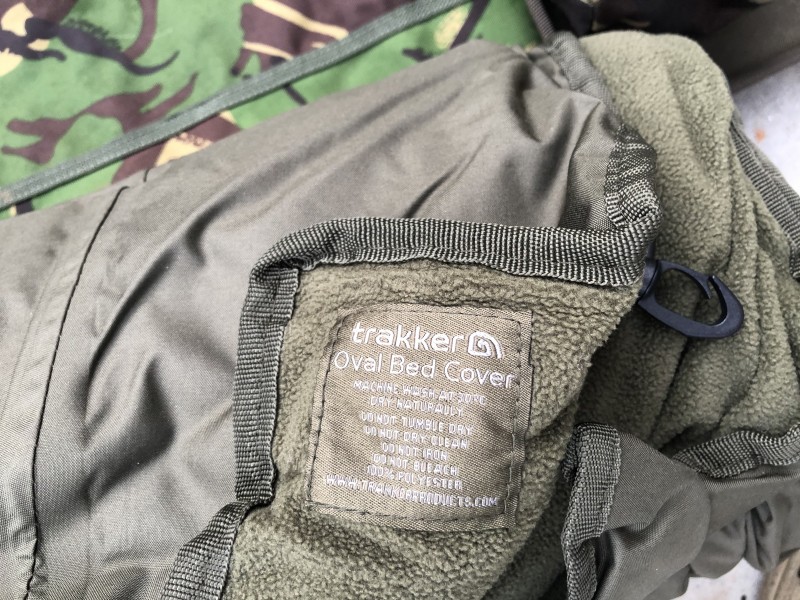 trakker
Oval Bed Cover
MACHINE WASH AT 30°C
DRY NATURALLY.
DO NOT TUMBLE DRY
DO NOT DRY CLEAN
DO NOT IRON
DO NOT BLEACH
100% POLYESTER
WWW.TRAKKERPRODUCTS.COM